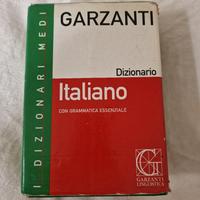 I DIZIONARI MEDI
GARZANTI
Dizionario
Italiano
CON GRAMMATICA ESSENZIALE
GARZANTI
LINGUISTICA